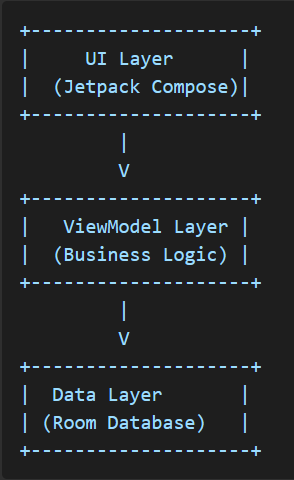 +--------------------+
|     UI Layer      |
|  (Jetpack Compose)|
+--------------------+
         |
         V
+--------------------+
|   ViewModel Layer |
|  (Business Logic) |
+--------------------+
         |
         V
+--------------------+
|  Data Layer       |
| (Room Database)   |
+--------------------+